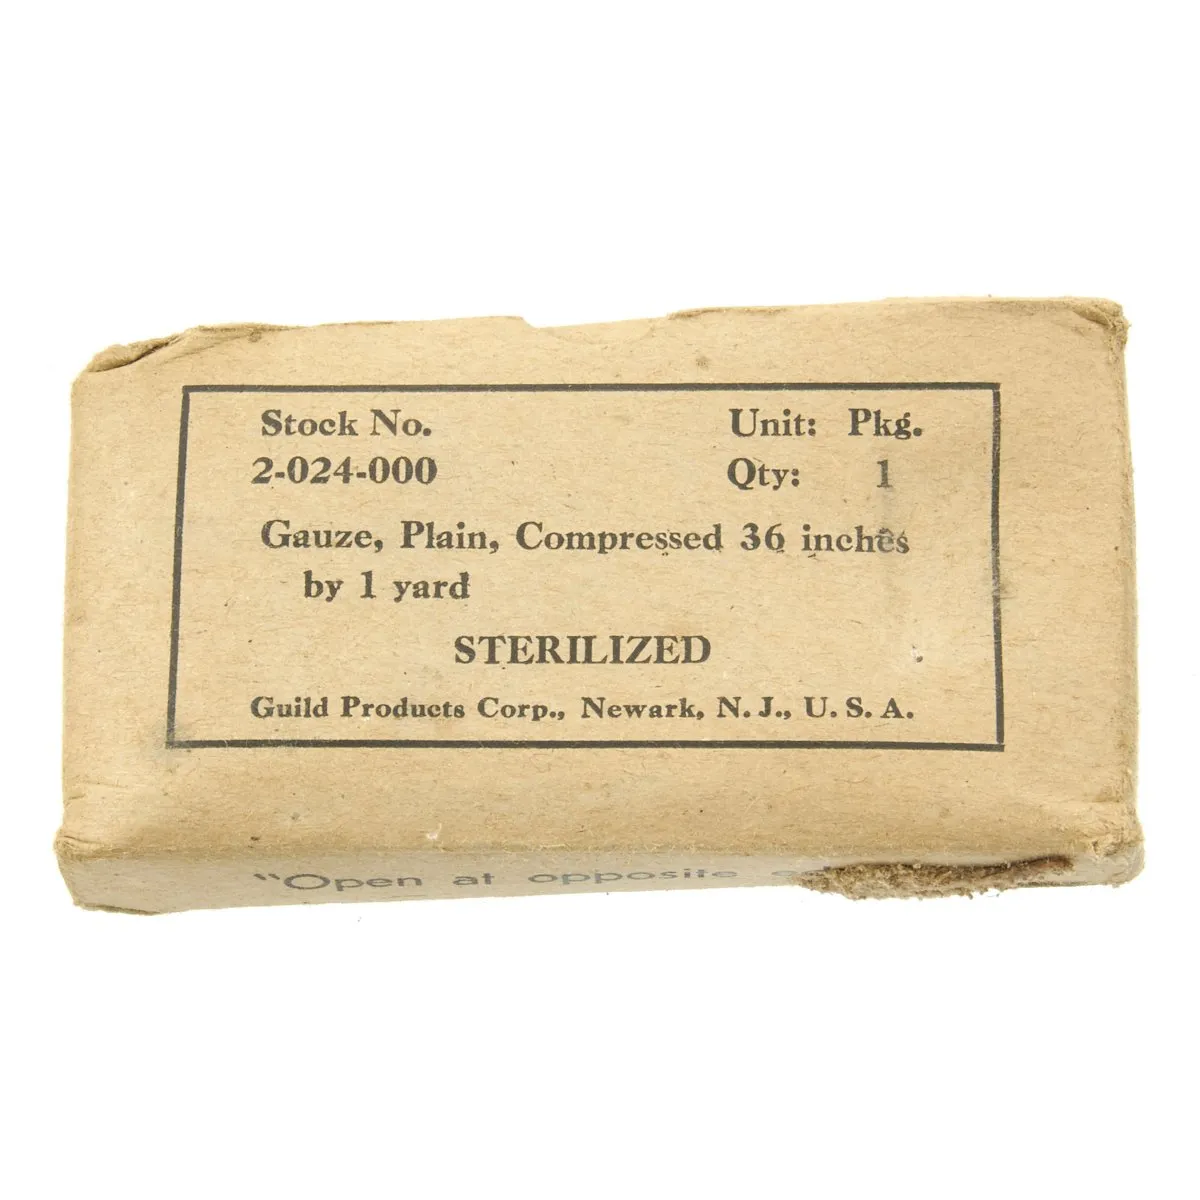 Stock No. Unit: Pkg.
2-024-000 Qty: 1
Gauze, Plain, Compressed 36 inches
by 1 yard
STERILIZED
Guild Products Corp., Newark, N. J., U. S. A.
"Open at opposite